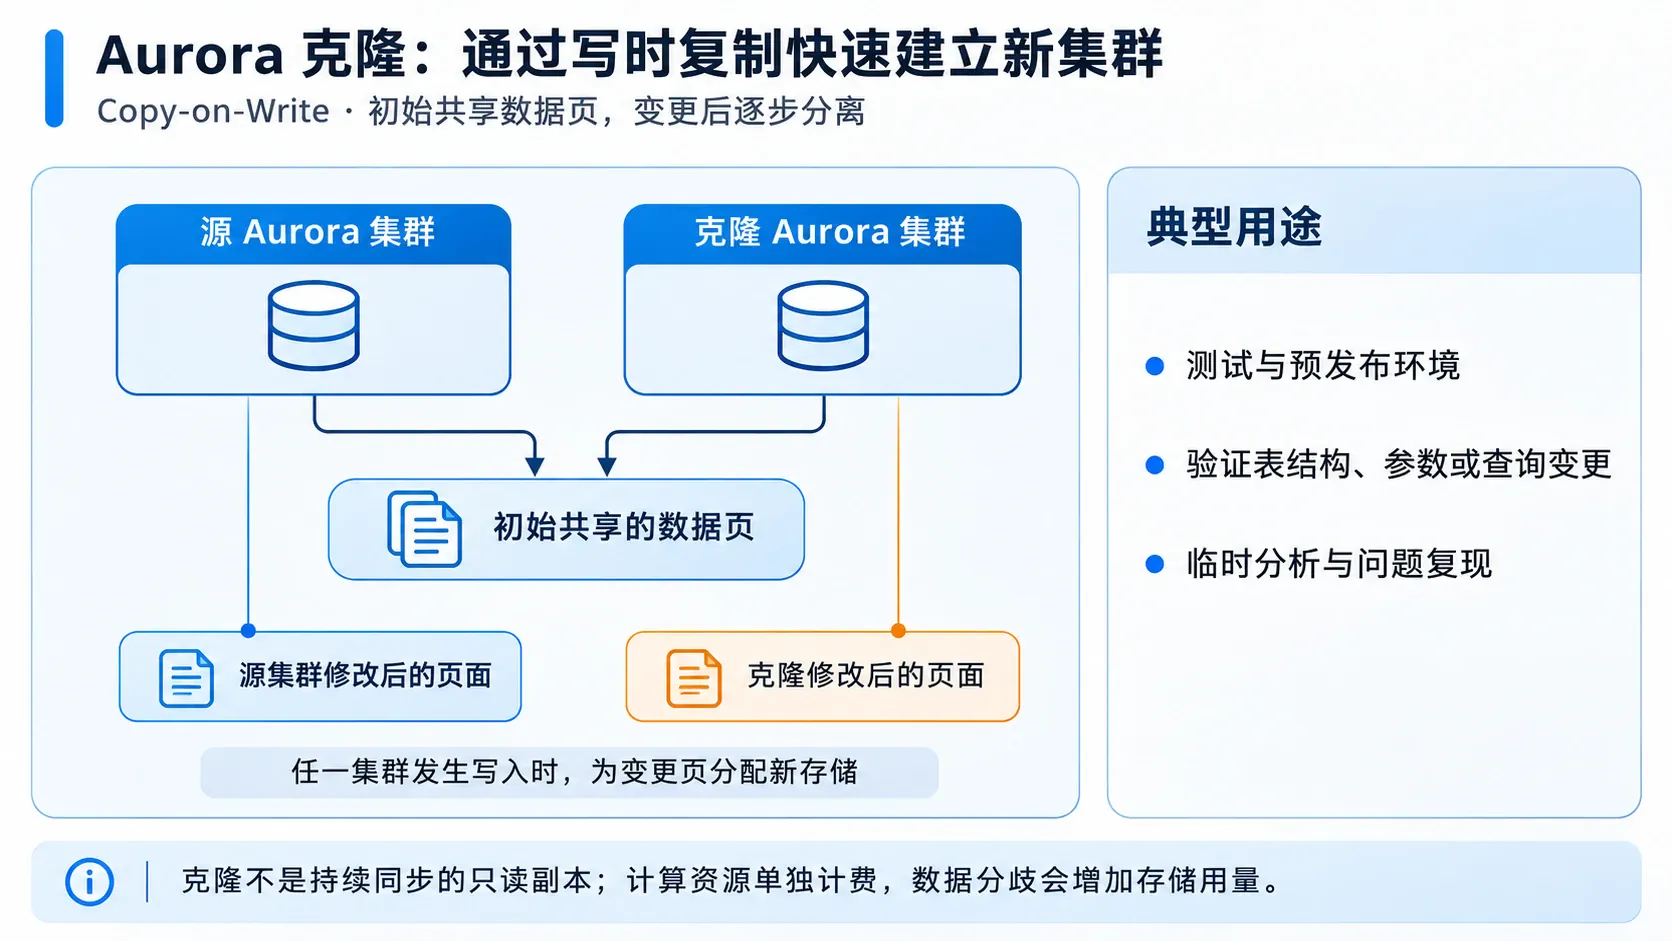 Aurora 克隆：通过写时复制快速建立新集群
Copy-on-Write · 初始共享数据页，变更后逐步分离
源 Aurora 集群
克隆 Aurora 集群
初始共享的数据页
源集群修改后的页面
克隆修改后的页面
任一集群发生写入时，为变更页分配新存储
典型用途
测试与预发布环境
验证表结构、参数或查询变更
临时分析与问题复现
克隆不是持续同步的只读副本；计算资源单独计费，数据分歧会增加存储用量。